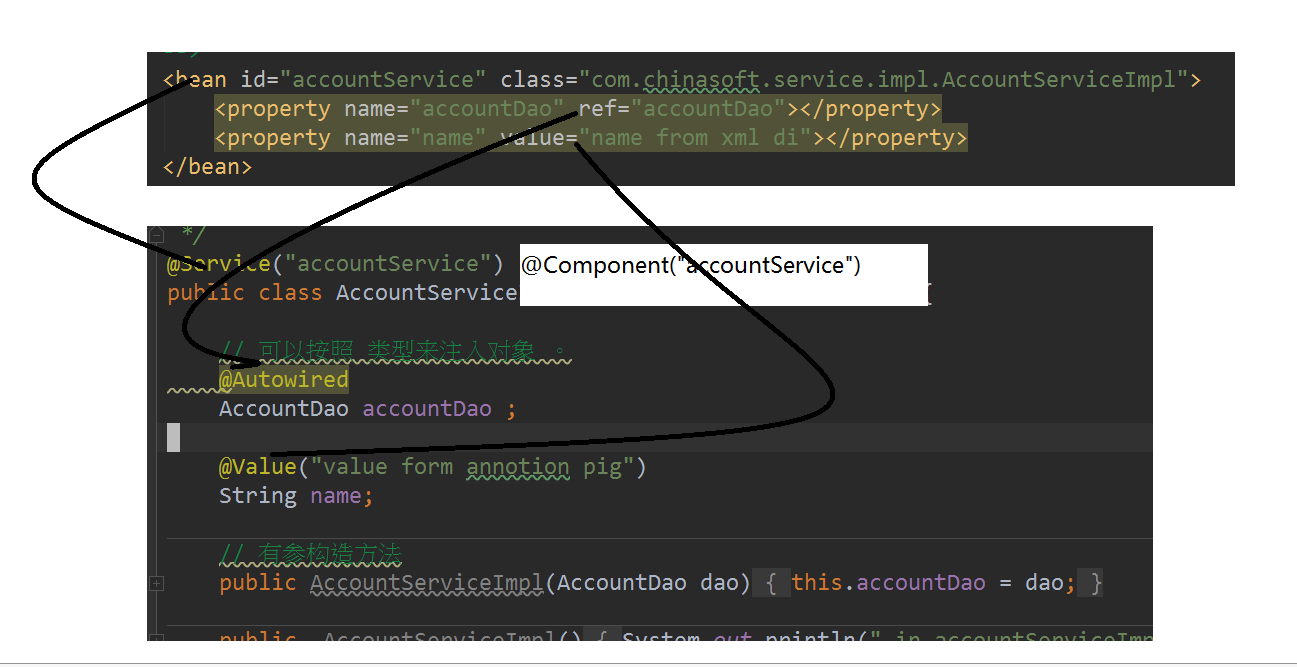 <bean id="accountService" class="com.chinasoft.service.impl.AccountServiceImpl">
<property name="accountDao" ref="accountDao"></property>
<property name="name" value="name from xml di"></property>
</bean>
*/
@Service("accountService") @Component("accountService")
public class AccountService {
// 可以按照 类型来注入对象 。
@Autowired
AccountDao accountDao ;
@Value("value form annotion pig")
String name;
// 有参构造方法
public AccountServiceImpl(AccountDao dao) { this.accountDao = dao; }
public AccountServiceImpl() { System.out.println(" in accountServiceImp